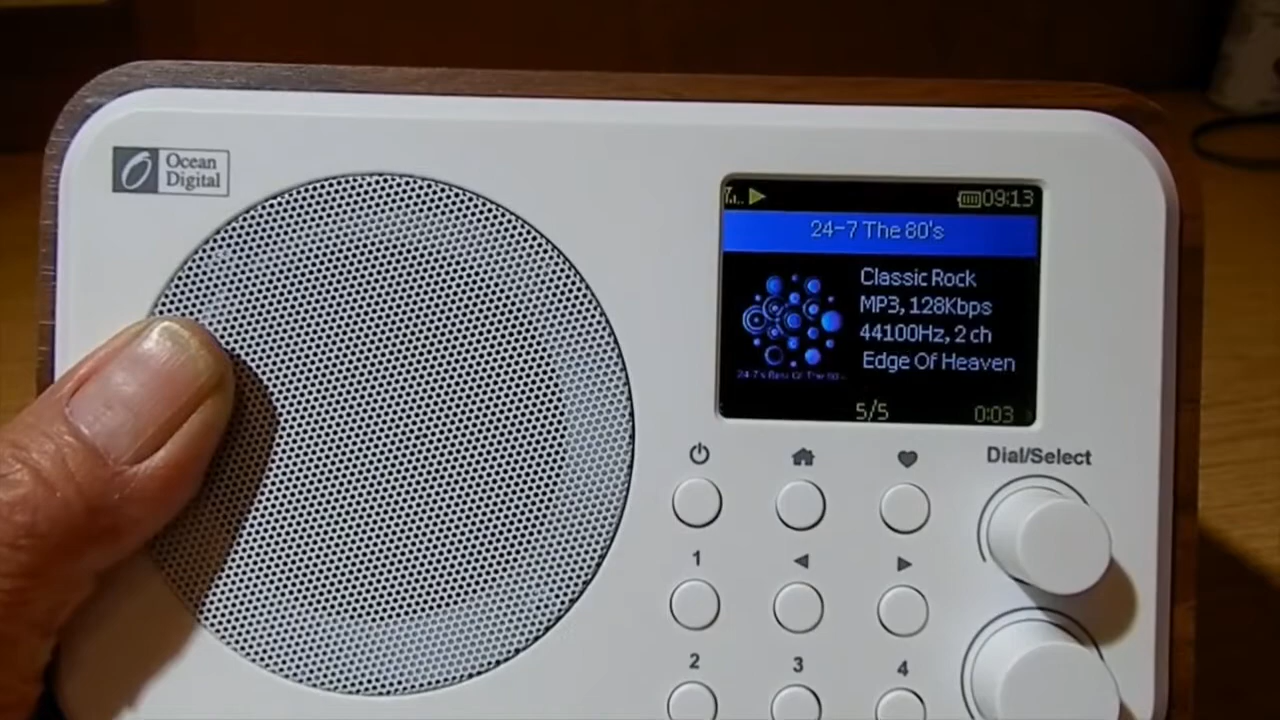 Ocean
Digital
09:13
24-7 The 80's
Classic Rock
MP3, 128Kbps
44100Hz, 2 ch
Edge Of Heaven
5/5
0:03
Dial/Select
1
2
3
4